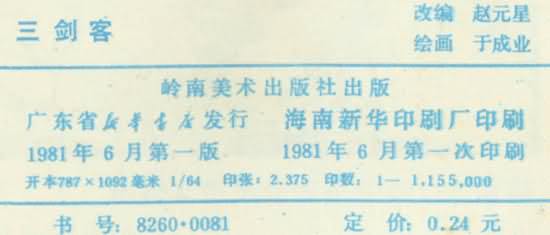 三剑客
改编 赵元星
绘画 于成业
岭南美术出版社出版
广东省新华书店发行 海南新华印刷厂印刷
1981年6月第一版 1981年6月第一次印刷
开本787×1092毫米 1/64 印张：2.375 印数：1—1,155,000
书号：8260·0081 定价：0.24元